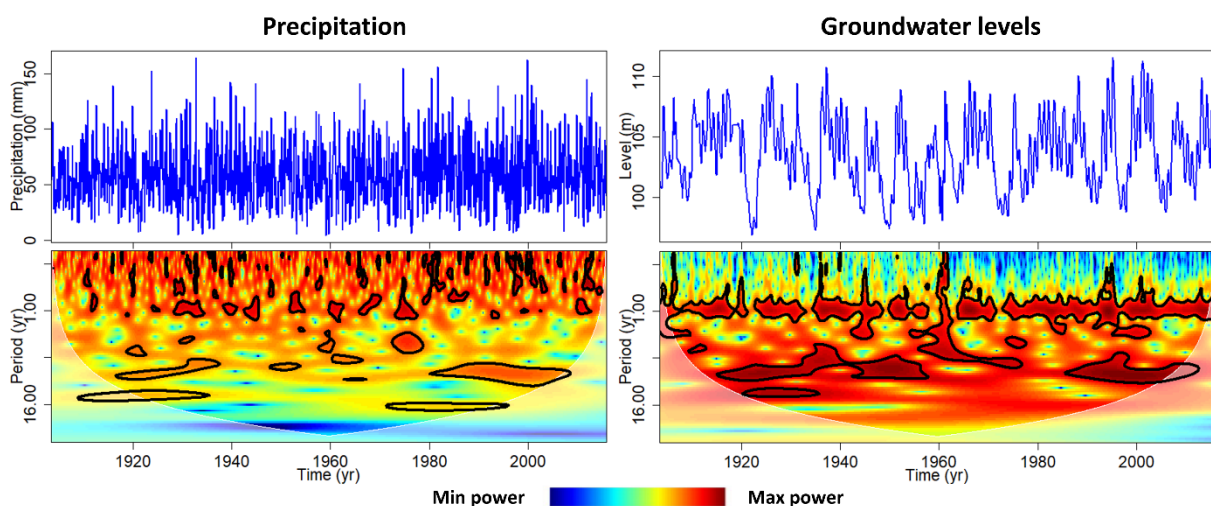 Precipitation
Precipitation (mm)
150
100
50
0
Period (yr)
1.00
16.00
1920
1940
1960
1980
2000
Time (yr)
Groundwater levels
Level (m)
110
105
100
Period (yr)
1.00
16.00
1920
1940
1960
1980
2000
Time (yr)
Min power
Max power